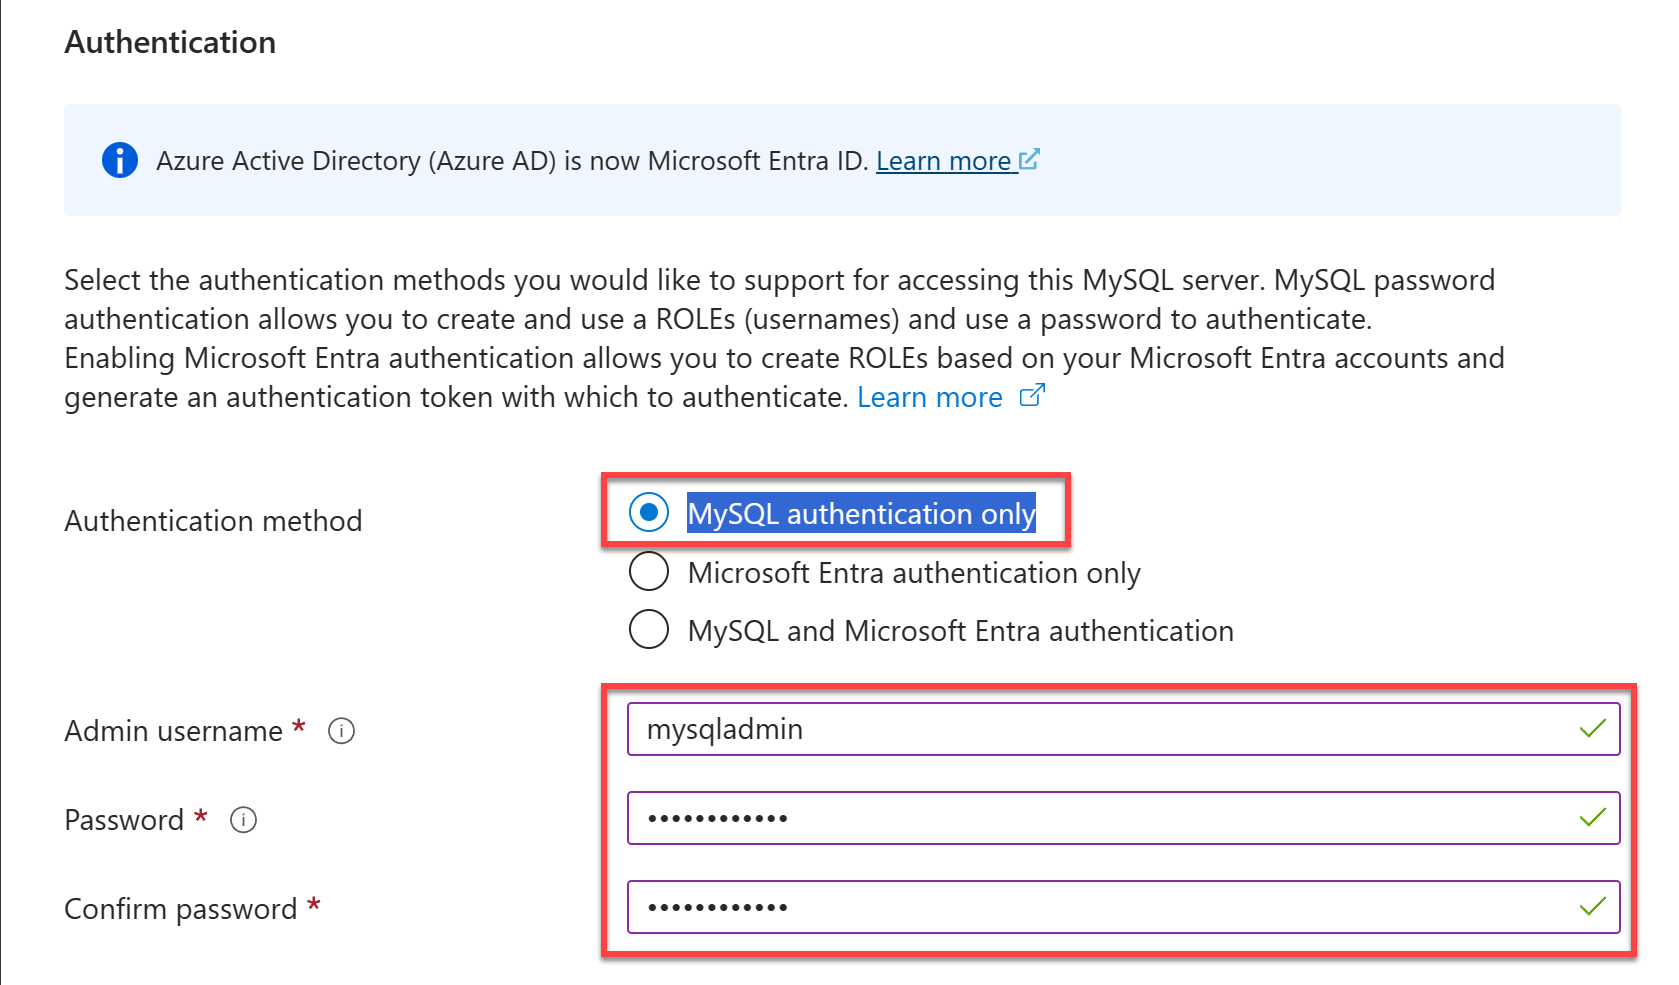 Authentication
Azure Active Directory (Azure AD) is now Microsoft Entra ID. Learn more
Select the authentication methods you would like to support for accessing this MySQL server. MySQL password
authentication allows you to create and use a ROLEs (usernames) and use a password to authenticate.
Enabling Microsoft Entra authentication allows you to create ROLEs based on your Microsoft Entra accounts and
generate an authentication token with which to authenticate. Learn more
Authentication method
MySQL authentication only
Microsoft Entra authentication only
MySQL and Microsoft Entra authentication
Admin username * mysqladmin
Password * ••••••••••••
Confirm password * ••••••••••••